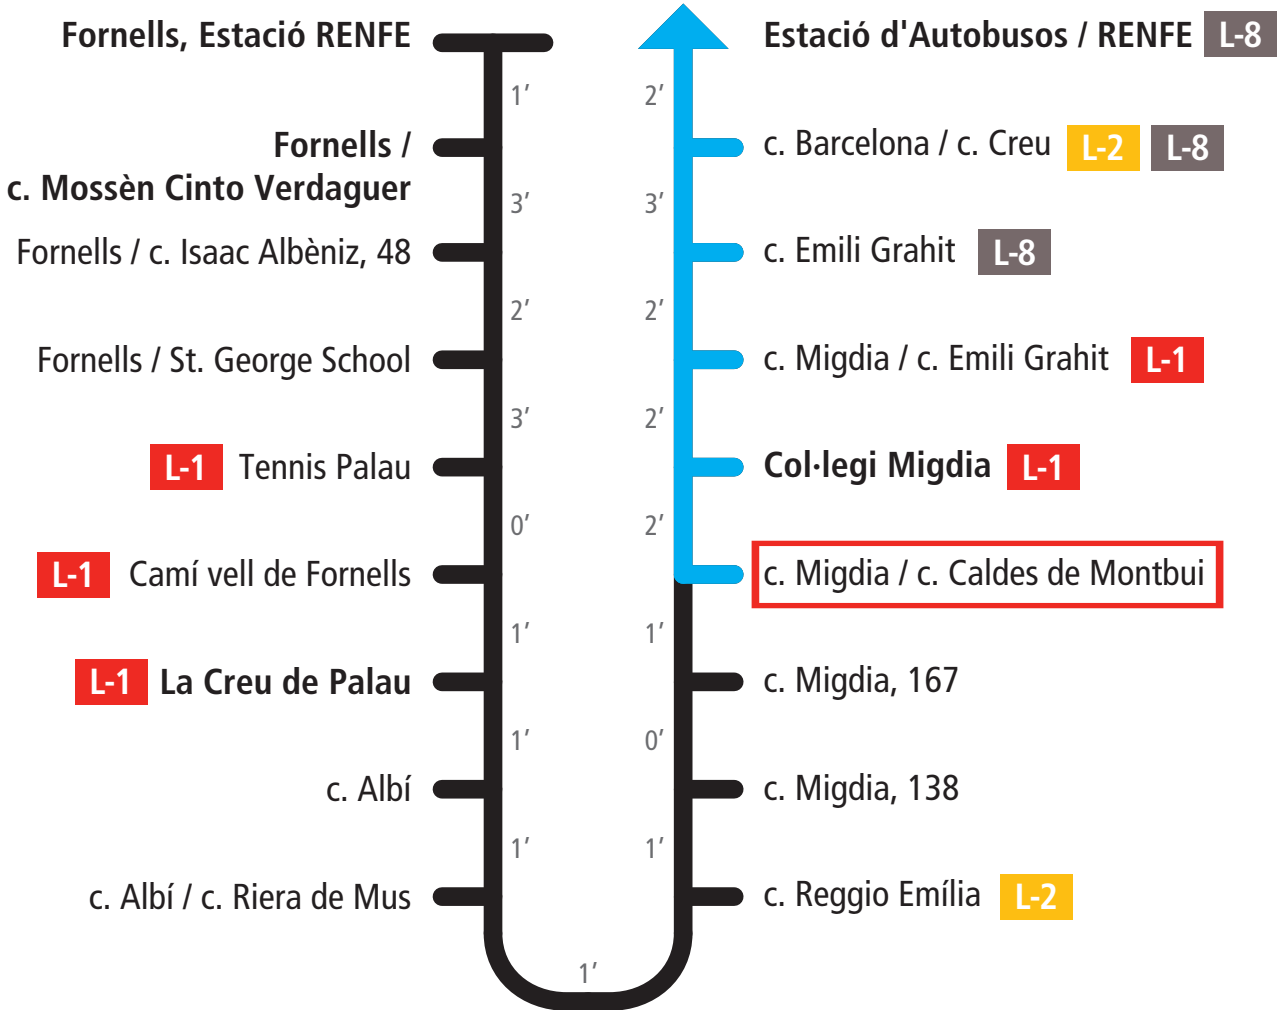 Fornells, Estació RENFE
1’
Fornells /
c. Mossèn Cinto Verdaguer
3’
Fornells / c. Isaac Albèniz, 48
2’
Fornells / St. George School
3’
L-1 Tennis Palau
0’
L-1 Camí vell de Fornells
1’
L-1 La Creu de Palau
1’
c. Albí
1’
c. Albí / c. Riera de Mus
1’
Estació d'Autobusos / RENFE L-8
2’
c. Barcelona / c. Creu L-2 L-8
3’
c. Emili Grahit L-8
2’
c. Migdia / c. Emili Grahit L-1
2’
Col·legi Migdia L-1
2’
c. Migdia / c. Caldes de Montbui
1’
c. Migdia, 167
0’
c. Migdia, 138
1’
c. Reggio Emília L-2